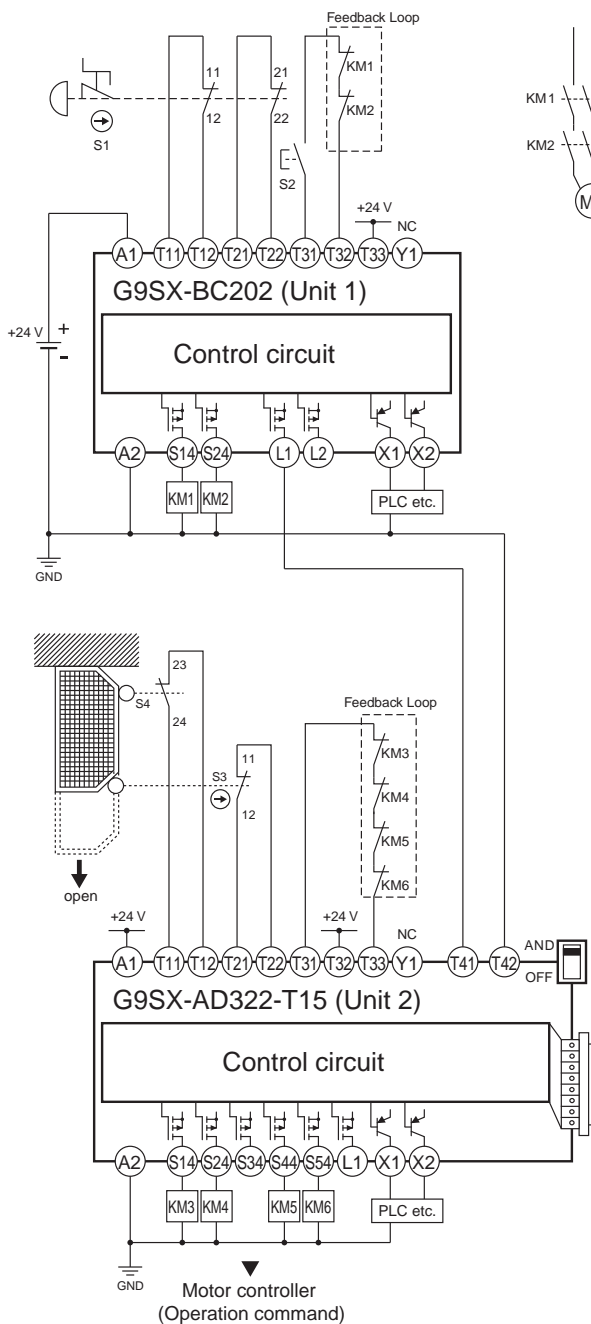 Feedback Loop
11
21
KM1
KM1
12
22
KM2
KM2
S1
S2
M
+24 V
NC
A1 T11 T12 T21 T22 T31 T32 T33 Y1
G9SX-BC202 (Unit 1)
+24 V
+
-
Control circuit
A2 S14 S24 L1 L2 X1 X2
KM1 KM2 PLC etc.
GND
23
S4
24
Feedback Loop
11
S3
12
KM3
KM4
KM5
KM6
open
+24 V
+24 V
NC
A1 T11 T12 T21 T22 T31 T32 T33 Y1 T41 T42
AND
OFF
G9SX-AD322-T15 (Unit 2)
Control circuit
A2 S14 S24 S34 S44 S54 L1 X1 X2
KM3 KM4 KM5 KM6 PLC etc.
GND
Motor controller
(Operation command)